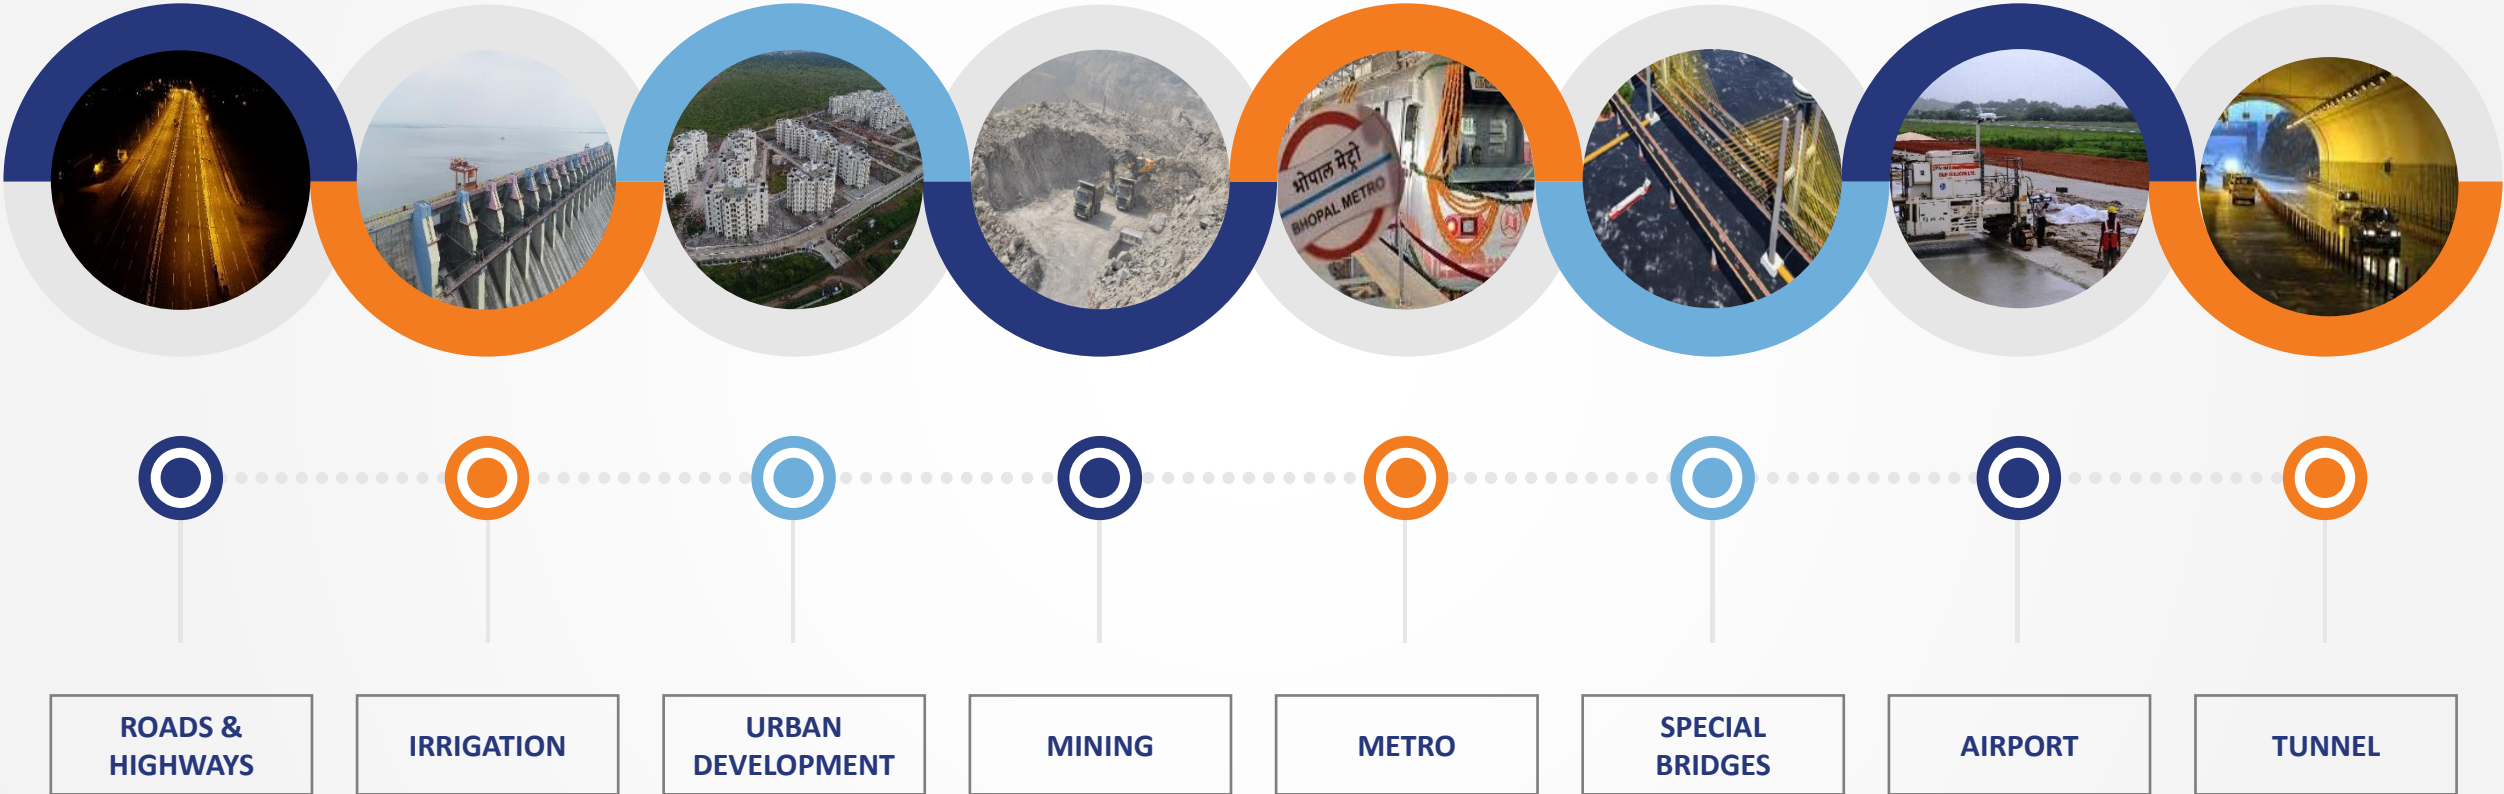 भोपाल मेट्रो
BHOPAL METRO
ROADS &
HIGHWAYS
IRRIGATION
URBAN
DEVELOPMENT
MINING
METRO
SPECIAL
BRIDGES
AIRPORT
TUNNEL